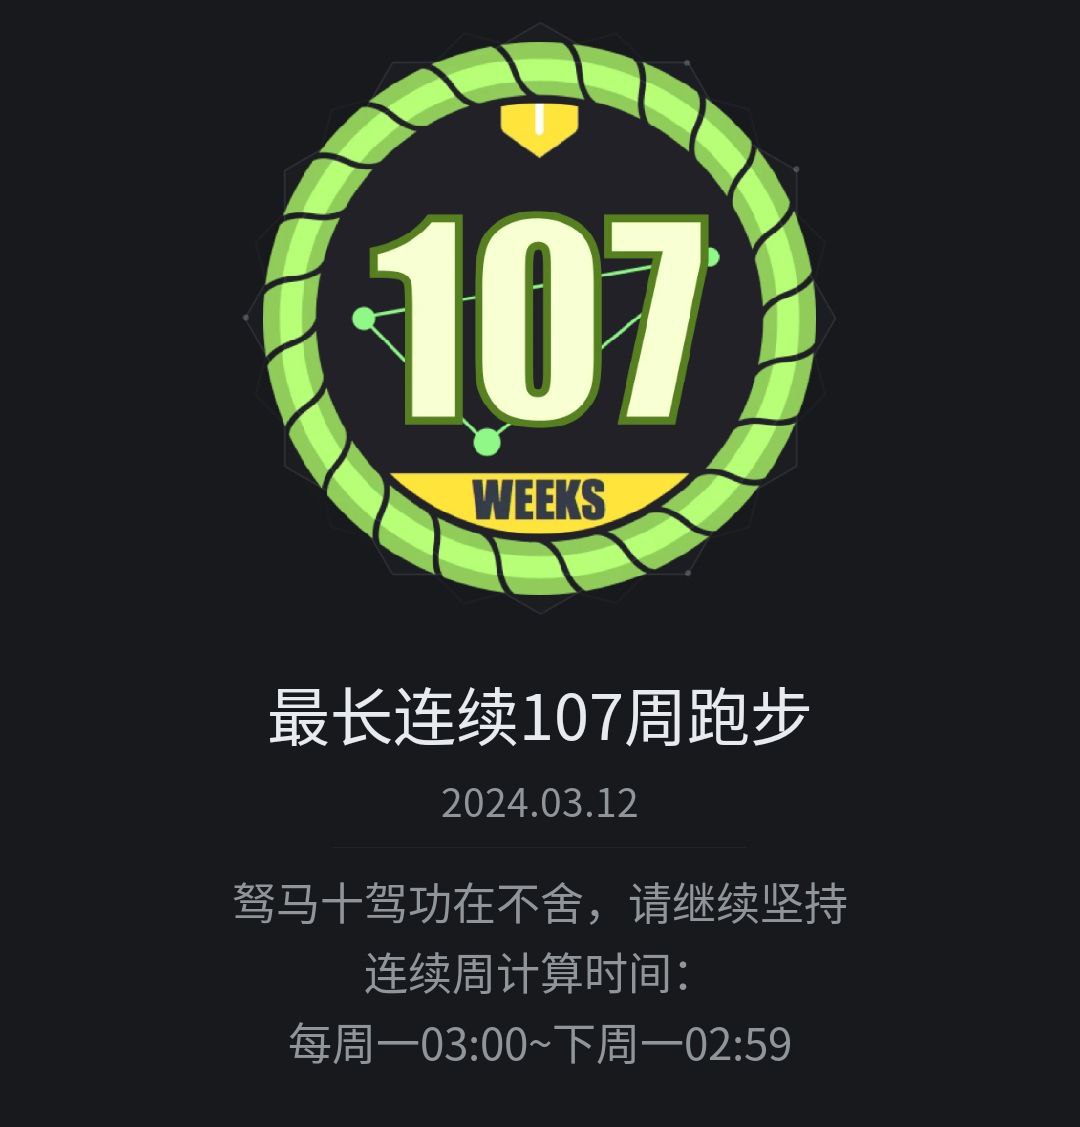 107
WEEKS
最长连续107周跑步
2024.03.12
驽马十驾功在不舍，请继续坚持
连续周计算时间：
每周一03:00~下周一02:59